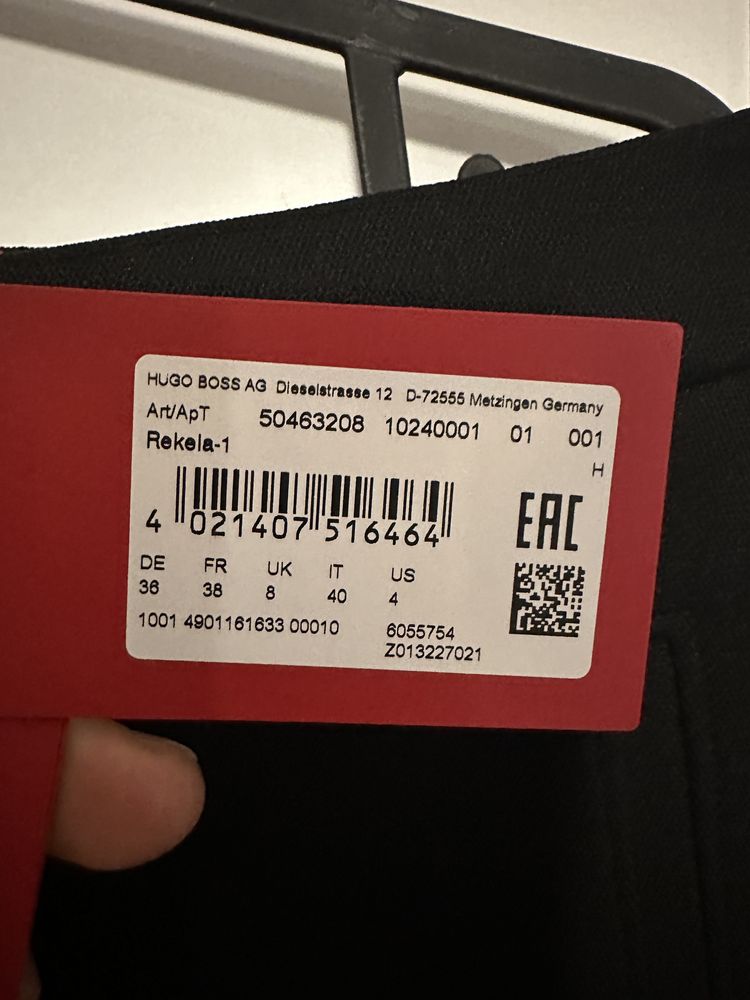 HUGO BOSS AG Dieselstrasse 12 D-72555 Metzingen Germany
Art/АрТ 50463208 10240001 01 001
Rekela-1
H
4 021407 516464
EAC
DE FR UK IT US
36 38 8 40 4
1001 4901161633 00010 6055754
Z013227021